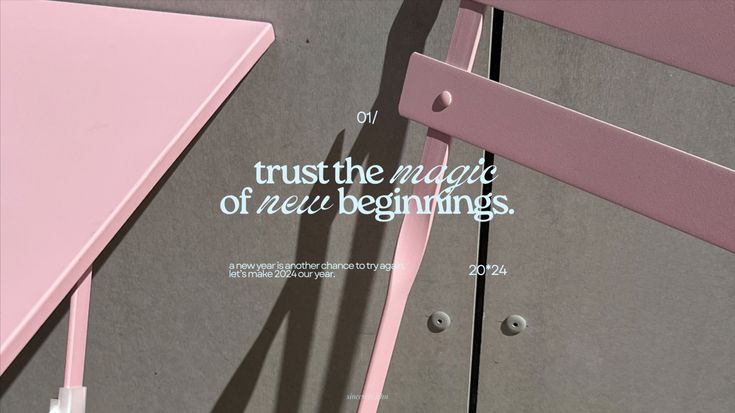 01/
trust the magic
of new beginnings.
a new year is another chance to try again.
let's make 2024 our year.
20*24